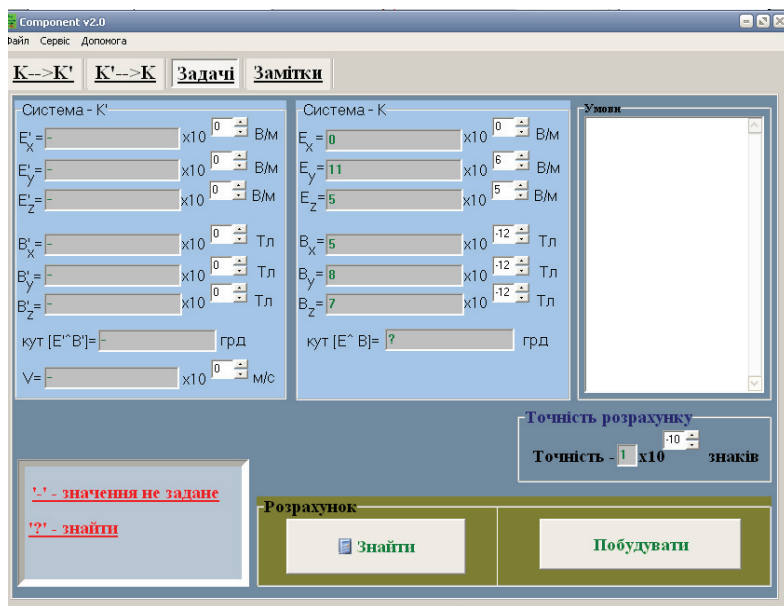 Component v2.0
Файл Сервіс Допомога
K-->K' K'-->K Задачі Замітки
Система - K'
E'x= - x10 0 В/м
E'y= - x10 0 В/м
E'z= - x10 0 В/м
B'x= - x10 0 Тл
B'y= - x10 0 Тл
B'z= - x10 0 Тл
кут [E'^B']= - грд
V= - x10 0 м/с
Система - K
Ex= 0 x10 0 В/м
Ey= 11 x10 6 В/м
Ez= 5 x10 5 В/м
Bx= 5 x10 -12 Тл
By= 8 x10 -12 Тл
Bz= 7 x10 -12 Тл
кут [E^ B]= ? грд
Умови
Точність розрахунку
Точність - 1 x10 -10 знаків
'-' - значення не задане
'?' - знайти
Розрахунок
Знайти
Побудувати